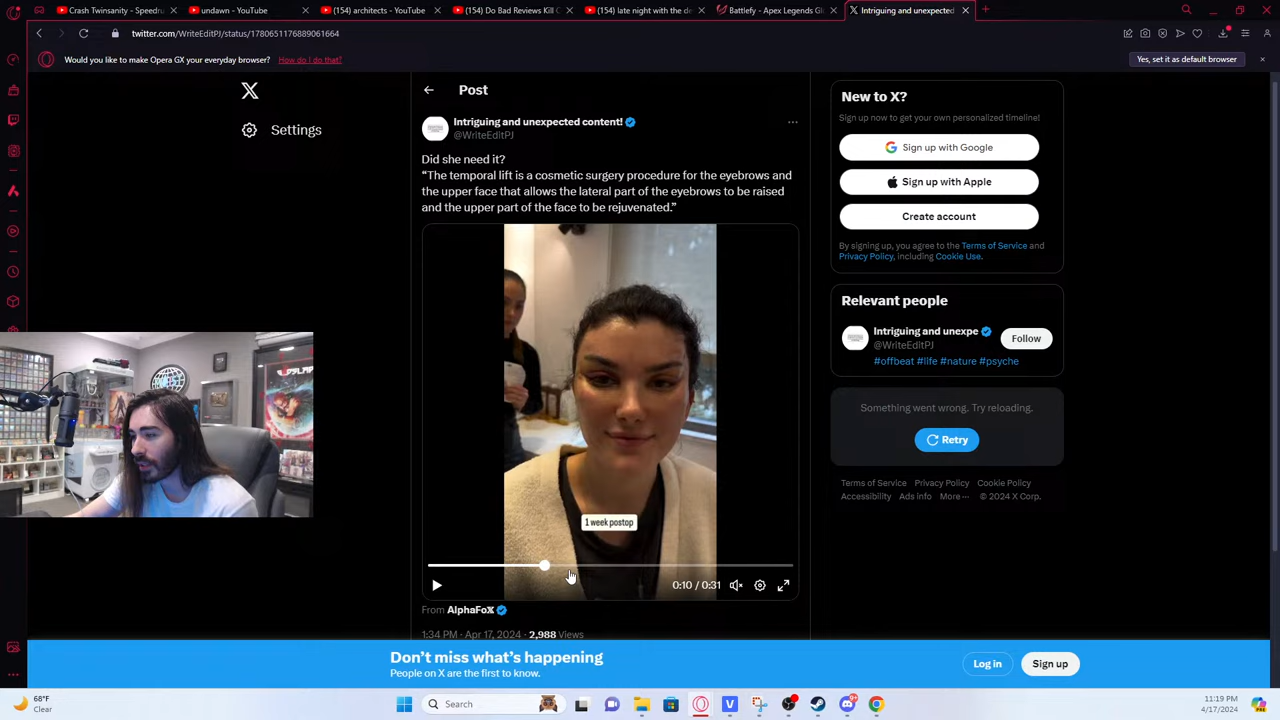 Crash Twinsanity - Speedru
undawn - YouTube
(154) architects - YouTube
(154) Do Bad Reviews Kill C
(154) late night with the de
Battlefy - Apex Legends Gl
Intriguing and unexpected
twitter.com/WriteEditPJ/status/1780651176889061664
Would you like to make Opera GX your everyday browser?
How do I do that?
Yes, set it as default browser
X
Settings
Post
Intriguing and unexpected content!
@WriteEditPJ
Did she need it?
“The temporal lift is a cosmetic surgery procedure for the eyebrows and
the upper face that allows the lateral part of the eyebrows to be raised
and the upper part of the face to be rejuvenated.”
1 week postop
0:10 / 0:31
From AlphaFoX
1:34 PM · Apr 17, 2024 · 2,988 Views
New to X?
Sign up now to get your own personalized timeline!
Sign up with Google
Sign up with Apple
Create account
By signing up, you agree to the Terms of Service and
Privacy Policy, including Cookie Use.
Relevant people
Intriguing and unexpe
@WriteEditPJ
Follow
#offbeat #life #nature #psyche
Something went wrong. Try reloading.
Retry
Terms of Service Privacy Policy Cookie Policy
Accessibility Ads info More ··· © 2024 X Corp.
Don’t miss what’s happening
People on X are the first to know.
Log in
Sign up
68°F
Clear
Search
11:19 PM
4/17/2024